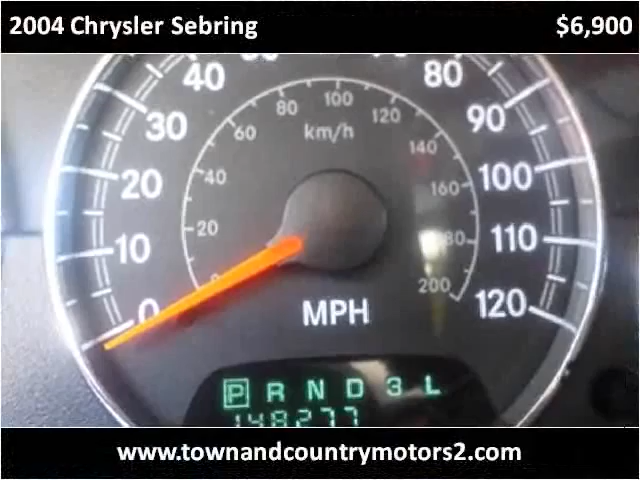 2004 Chrysler Sebring $6,900
40 80
30 90
20 100
10 110
0 120
20 40 60 80 100 120 140 160 180 200
km/h
MPH
P R N D 3 L
148277
www.townandcountrymotors2.com